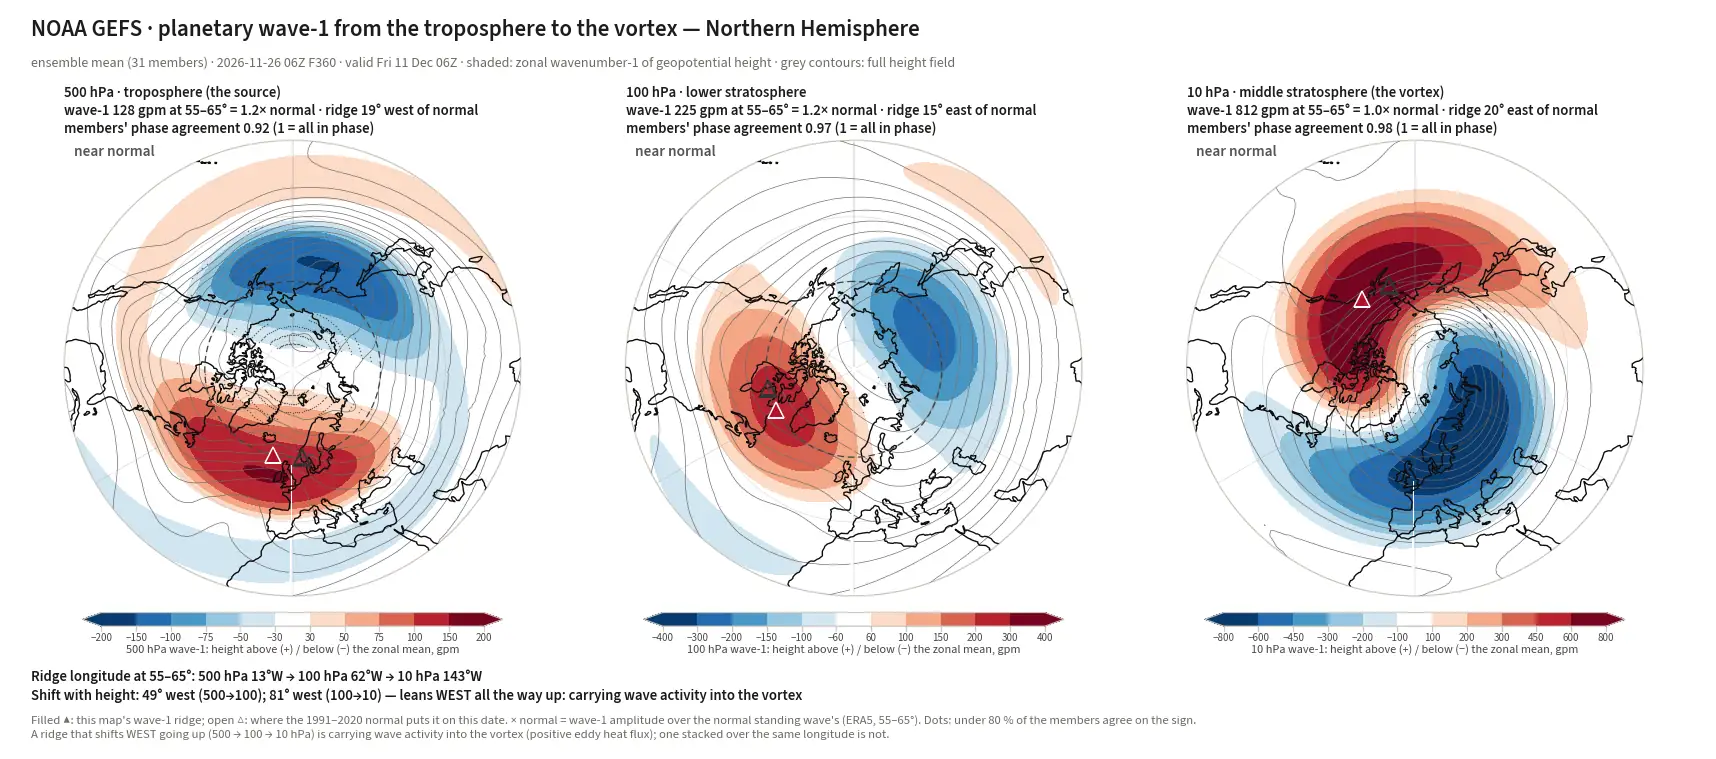 NOAA GEFS · planetary wave-1 from the troposphere to the vortex — Northern Hemisphere
ensemble mean (31 members) · 2026-11-26 06Z F360 · valid Fri 11 Dec 06Z · shaded: zonal wavenumber-1 of geopotential height · grey contours: full height field
500 hPa · troposphere (the source)
wave-1 128 gpm at 55–65° = 1.2× normal · ridge 19° west of normal
members' phase agreement 0.92 (1 = all in phase)
near normal
100 hPa · lower stratosphere
wave-1 225 gpm at 55–65° = 1.2× normal · ridge 15° east of normal
members' phase agreement 0.97 (1 = all in phase)
near normal
10 hPa · middle stratosphere (the vortex)
wave-1 812 gpm at 55–65° = 1.0× normal · ridge 20° east of normal
members' phase agreement 0.98 (1 = all in phase)
near normal
−200 −150 −100 −75 −50 −30 30 50 75 100 150 200
500 hPa wave-1: height above (+) / below (−) the zonal mean, gpm
−400 −300 −200 −150 −100 −60 60 100 150 200 300 400
100 hPa wave-1: height above (+) / below (−) the zonal mean, gpm
−800 −600 −450 −300 −200 −100 100 200 300 450 600 800
10 hPa wave-1: height above (+) / below (−) the zonal mean, gpm
Ridge longitude at 55–65°: 500 hPa 13°W → 100 hPa 62°W → 10 hPa 143°W
Shift with height: 49° west (500→100); 81° west (100→10) — leans WEST all the way up: carrying wave activity into the vortex
Filled ▲: this map's wave-1 ridge; open △: where the 1991–2020 normal puts it on this date. × normal = wave-1 amplitude over the normal standing wave's (ERA5, 55–65°). Dots: under 80 % of the members agree on the sign.
A ridge that shifts WEST going up (500 → 100 → 10 hPa) is carrying wave activity into the vortex (positive eddy heat flux); one stacked over the same longitude is not.